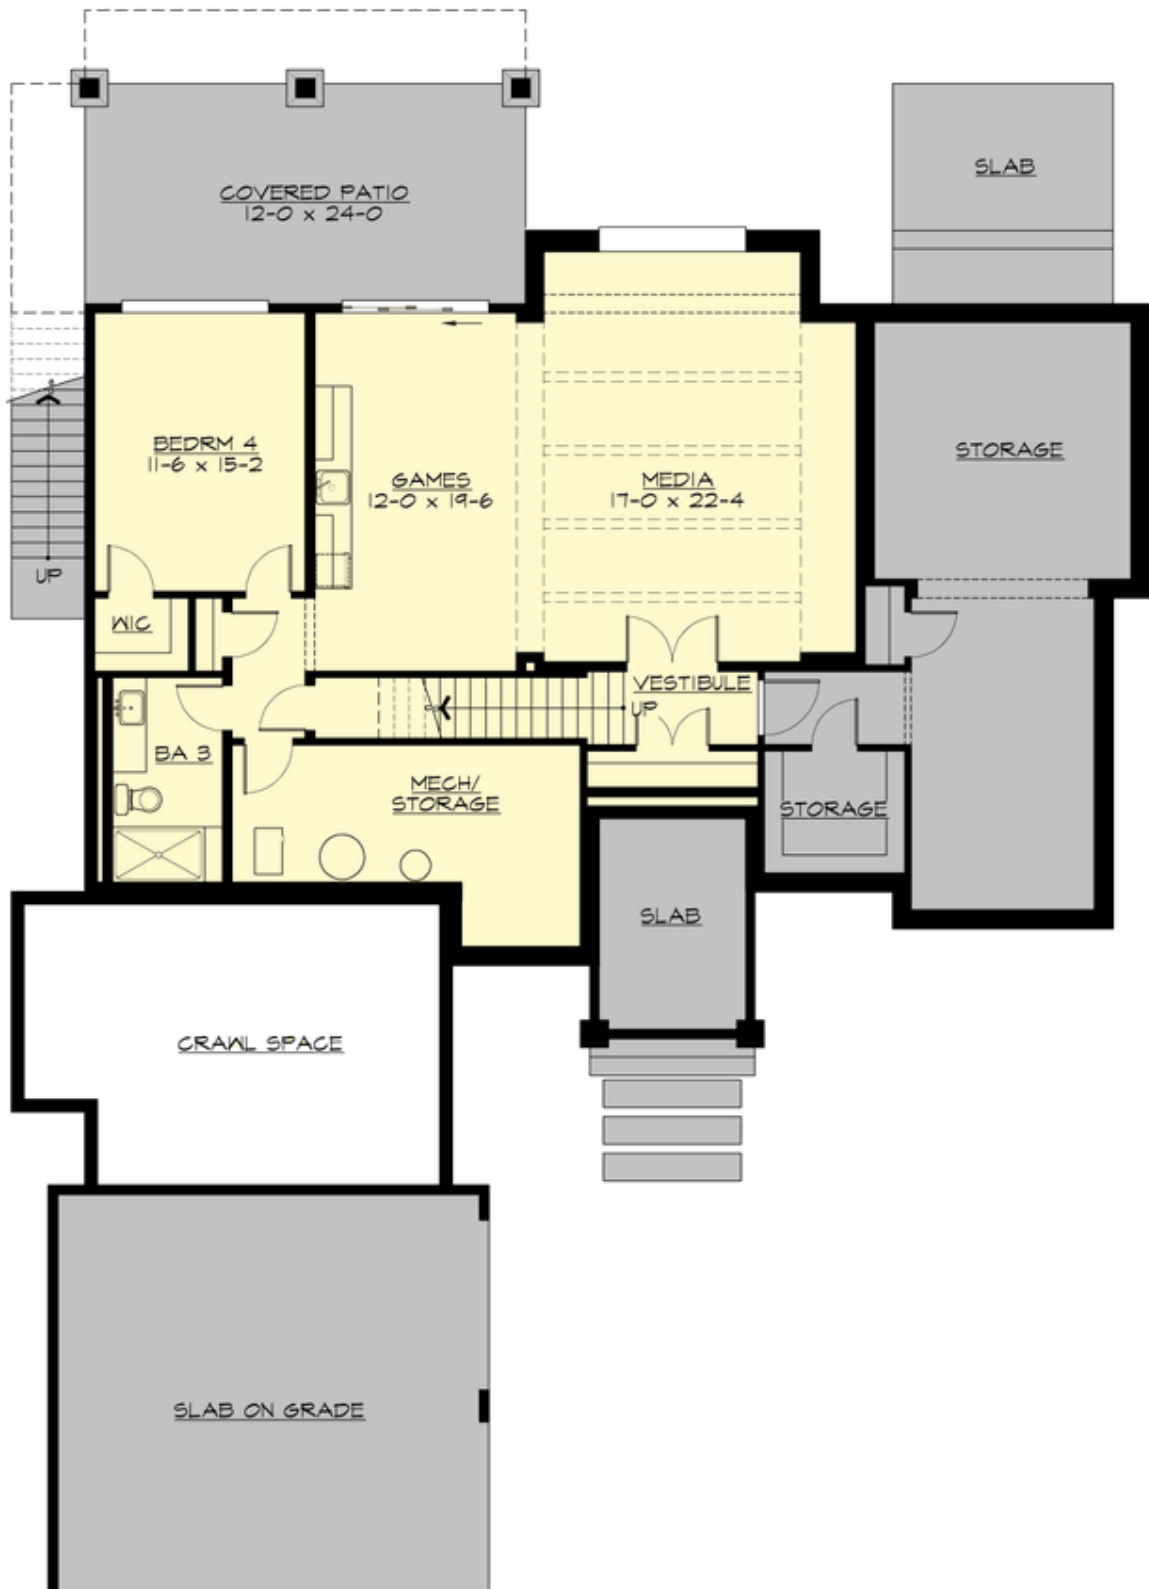 COVERED PATIO
12-0 x 24-0
SLAB
BEDRM 4
11-6 x 15-2
GAMES
12-0 x 19-6
MEDIA
17-0 x 22-4
STORAGE
UP
WIC
VESTIBULE
UP
BA 3
MECH/
STORAGE
STORAGE
SLAB
CRAWL SPACE
SLAB ON GRADE